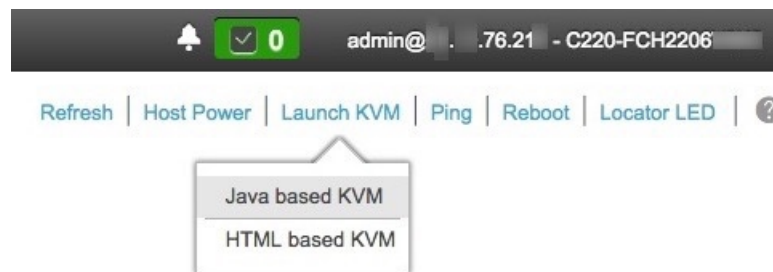 0 admin@ . .76.21 - C220-FCH2206
Refresh | Host Power | Launch KVM | Ping | Reboot | Locator LED | ?
Java based KVM
HTML based KVM